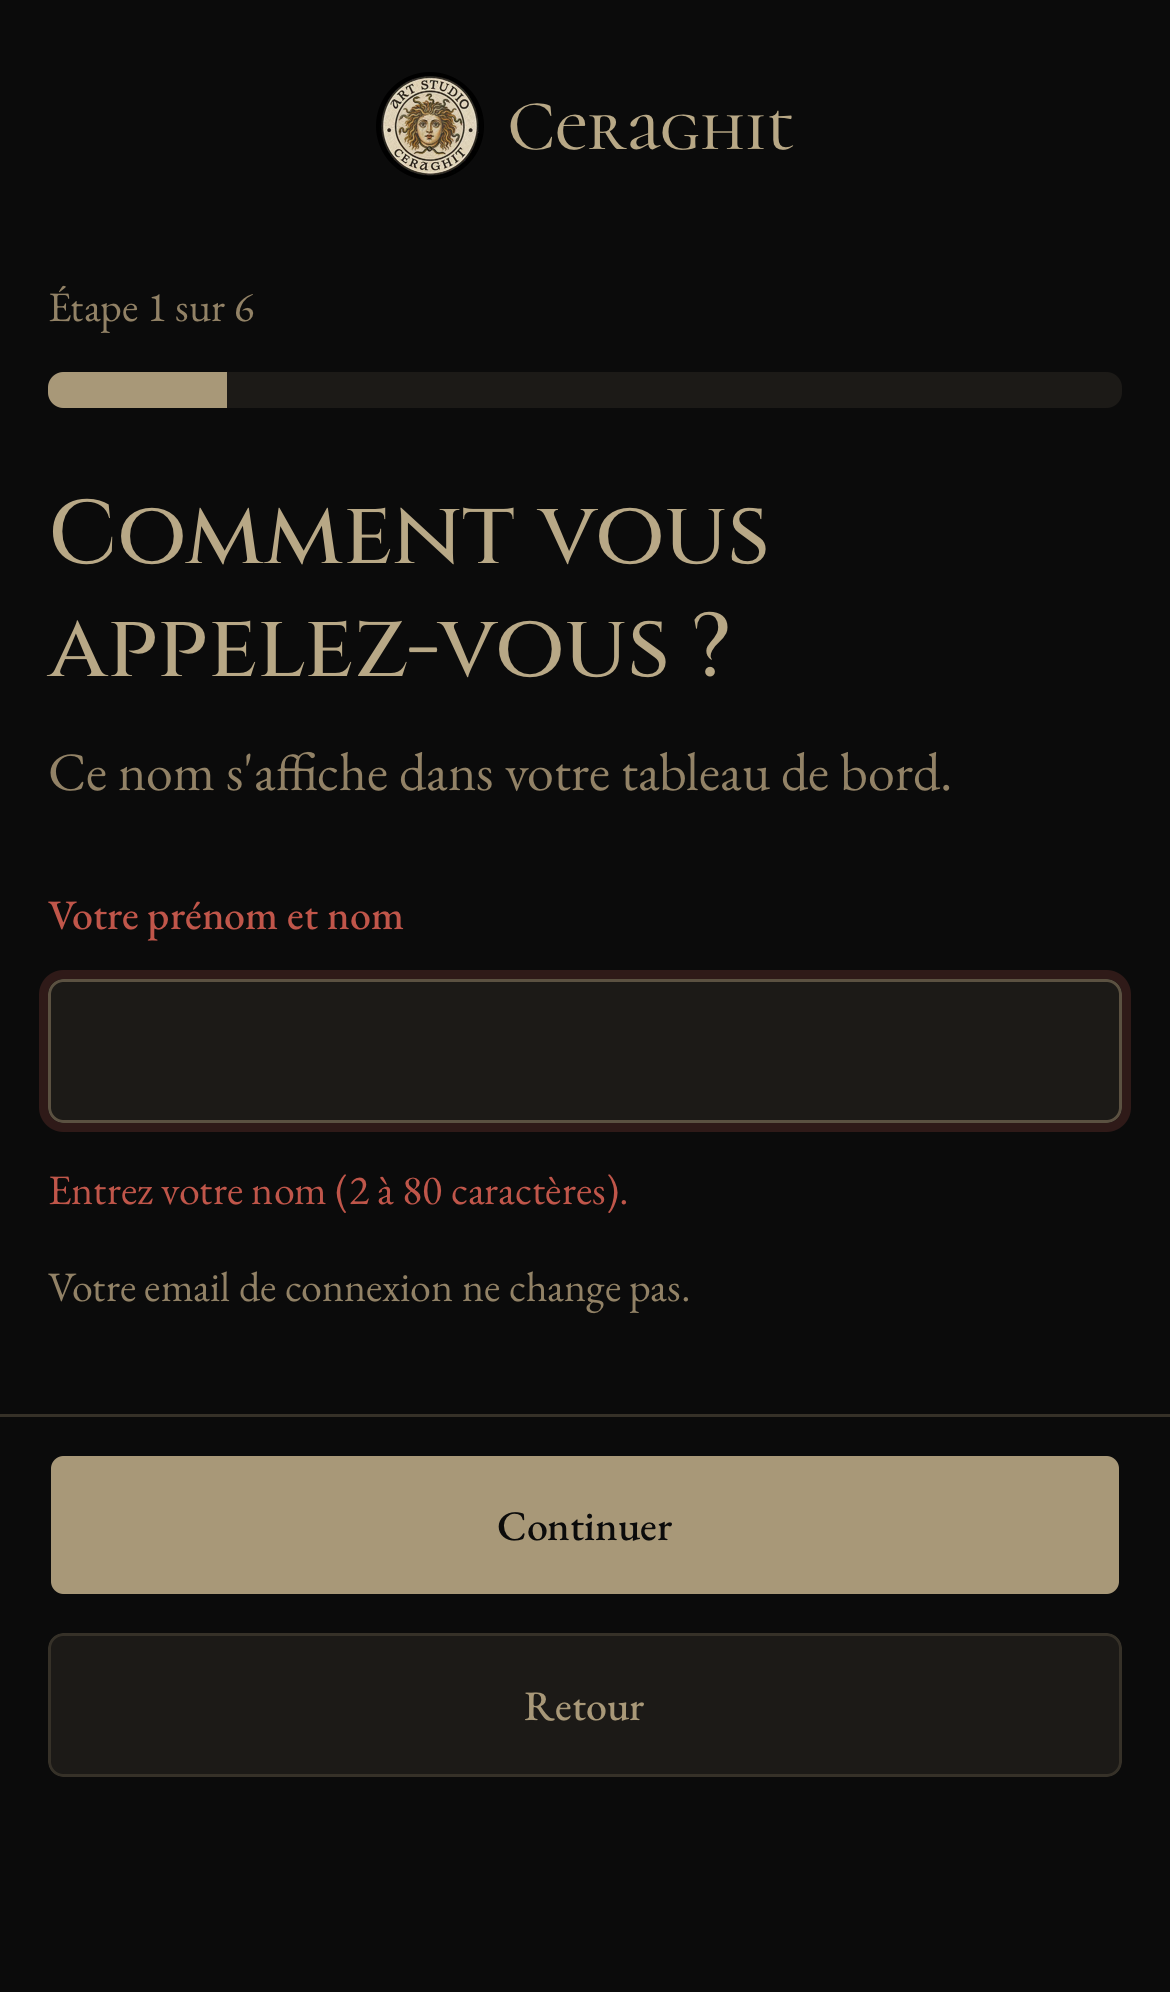 ART STUDIO
CERAGHIT
Ceraghit
Étape 1 sur 6
Comment vous
appelez-vous ?
Ce nom s'affiche dans votre tableau de bord.
Votre prénom et nom
Entrez votre nom (2 à 80 caractères).
Votre email de connexion ne change pas.
Continuer
Retour